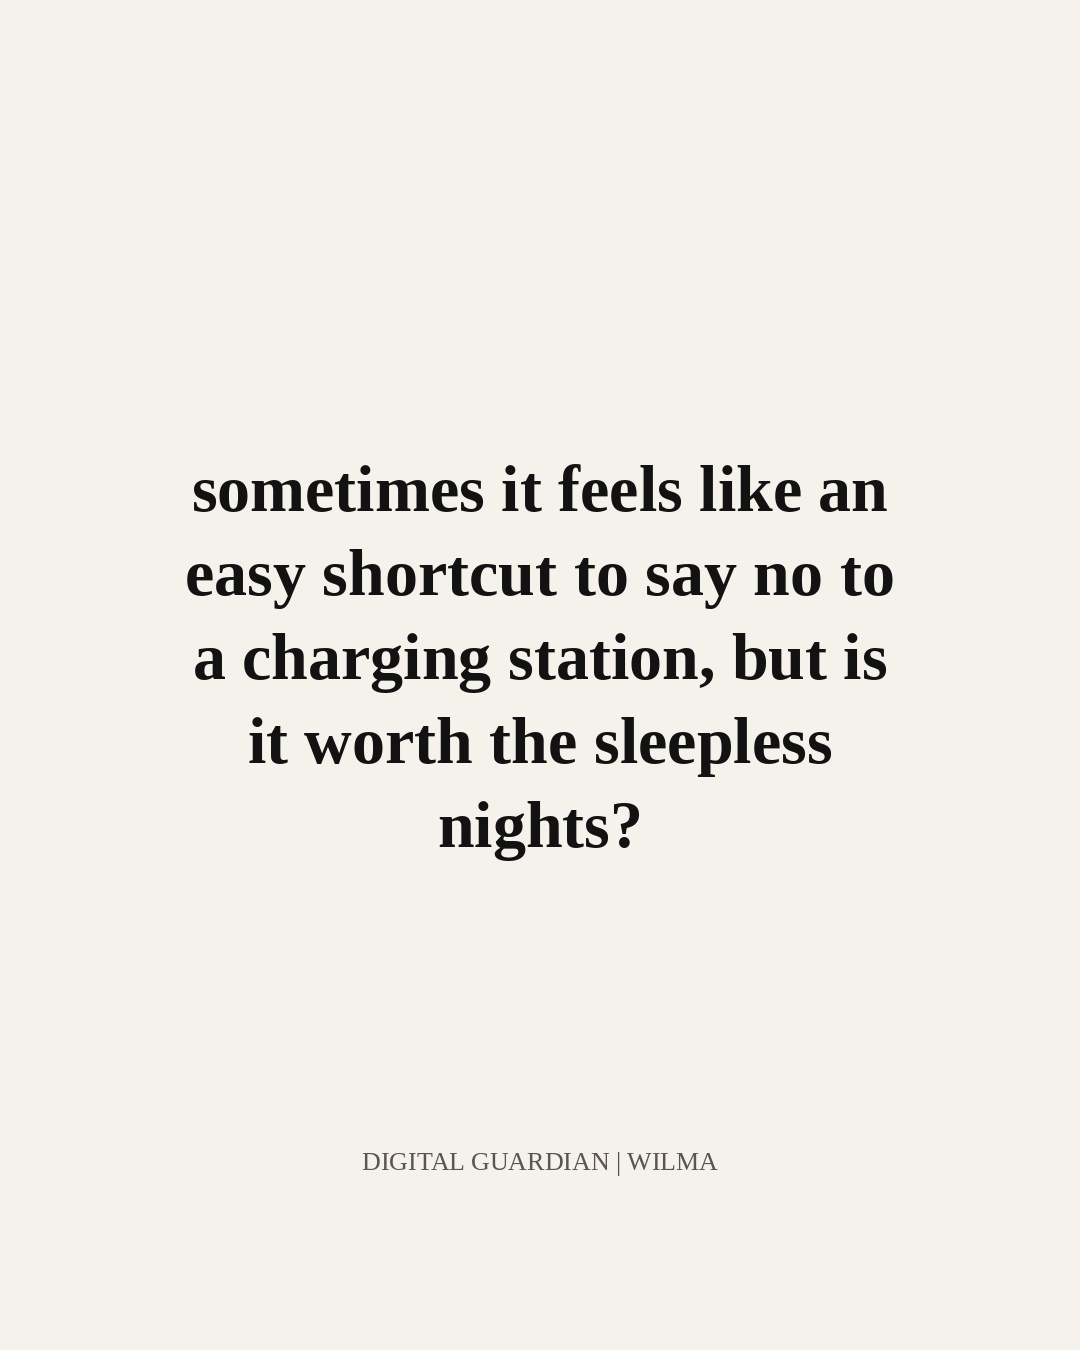 sometimes it feels like an
easy shortcut to say no to
a charging station, but is
it worth the sleepless
nights?
DIGITAL GUARDIAN | WILMA